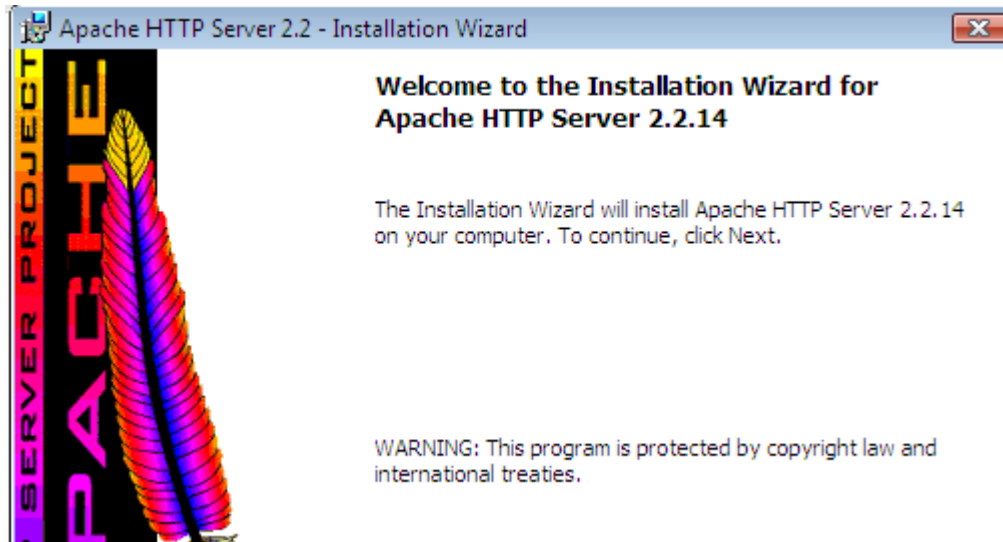 Apache HTTP Server 2.2 - Installation Wizard
Welcome to the Installation Wizard for
Apache HTTP Server 2.2.14
The Installation Wizard will install Apache HTTP Server 2.2.14
on your computer. To continue, click Next.
WARNING: This program is protected by copyright law and
international treaties.
SERVER PROJECT
APACHE